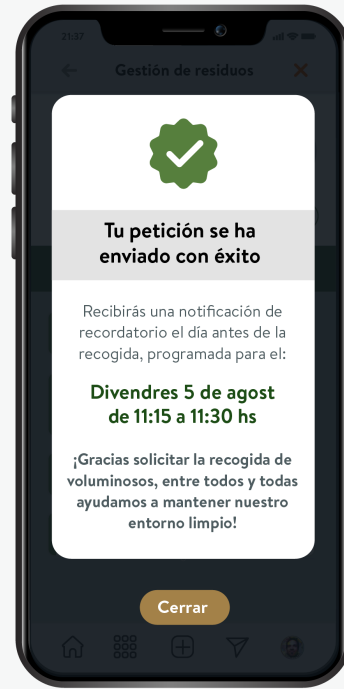 21:37
Gestión de residuos
Tu petición se ha
enviado con éxito
Recibirás una notificación de
recordatorio el día antes de la
recogida, programada para el:
Divendres 5 de agost
de 11:15 a 11:30 hs
¡Gracias solicitar la recogida de
voluminosos, entre todos y todas
ayudamos a mantener nuestro
entorno limpio!
Cerrar